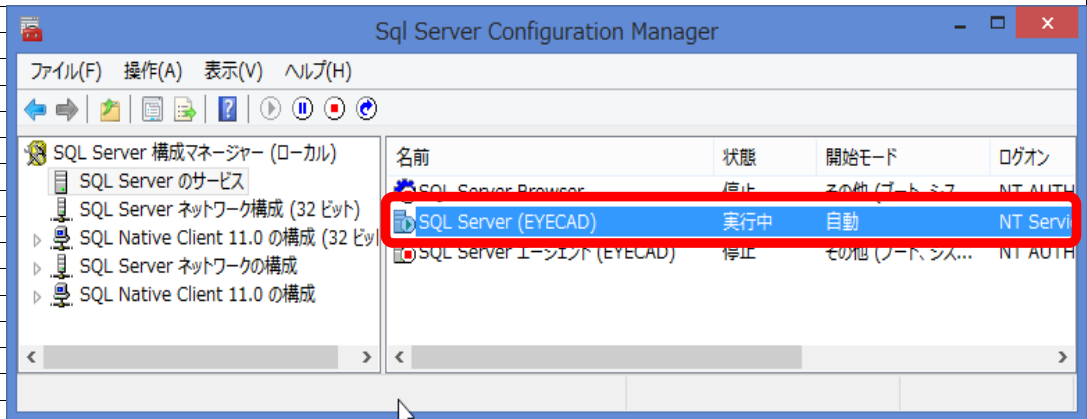 Sql Server Configuration Manager
ファイル(F) 操作(A) 表示(V) ヘルプ(H)
SQL Server 構成マネージャー (ローカル)
SQL Server のサービス
SQL Server ネットワーク構成 (32 ビット)
SQL Native Client 11.0 の構成 (32 ビッ
SQL Server ネットワークの構成
SQL Native Client 11.0 の構成
名前 状態 開始モード ログオン
SQL Server Browser 停止 その他 (ブート、シス NT AUTH
SQL Server (EYECAD) 実行中 自動 NT Servi
SQL Server エージェント (EYECAD) 停止 その他 (ブート、シス... NT AUTH